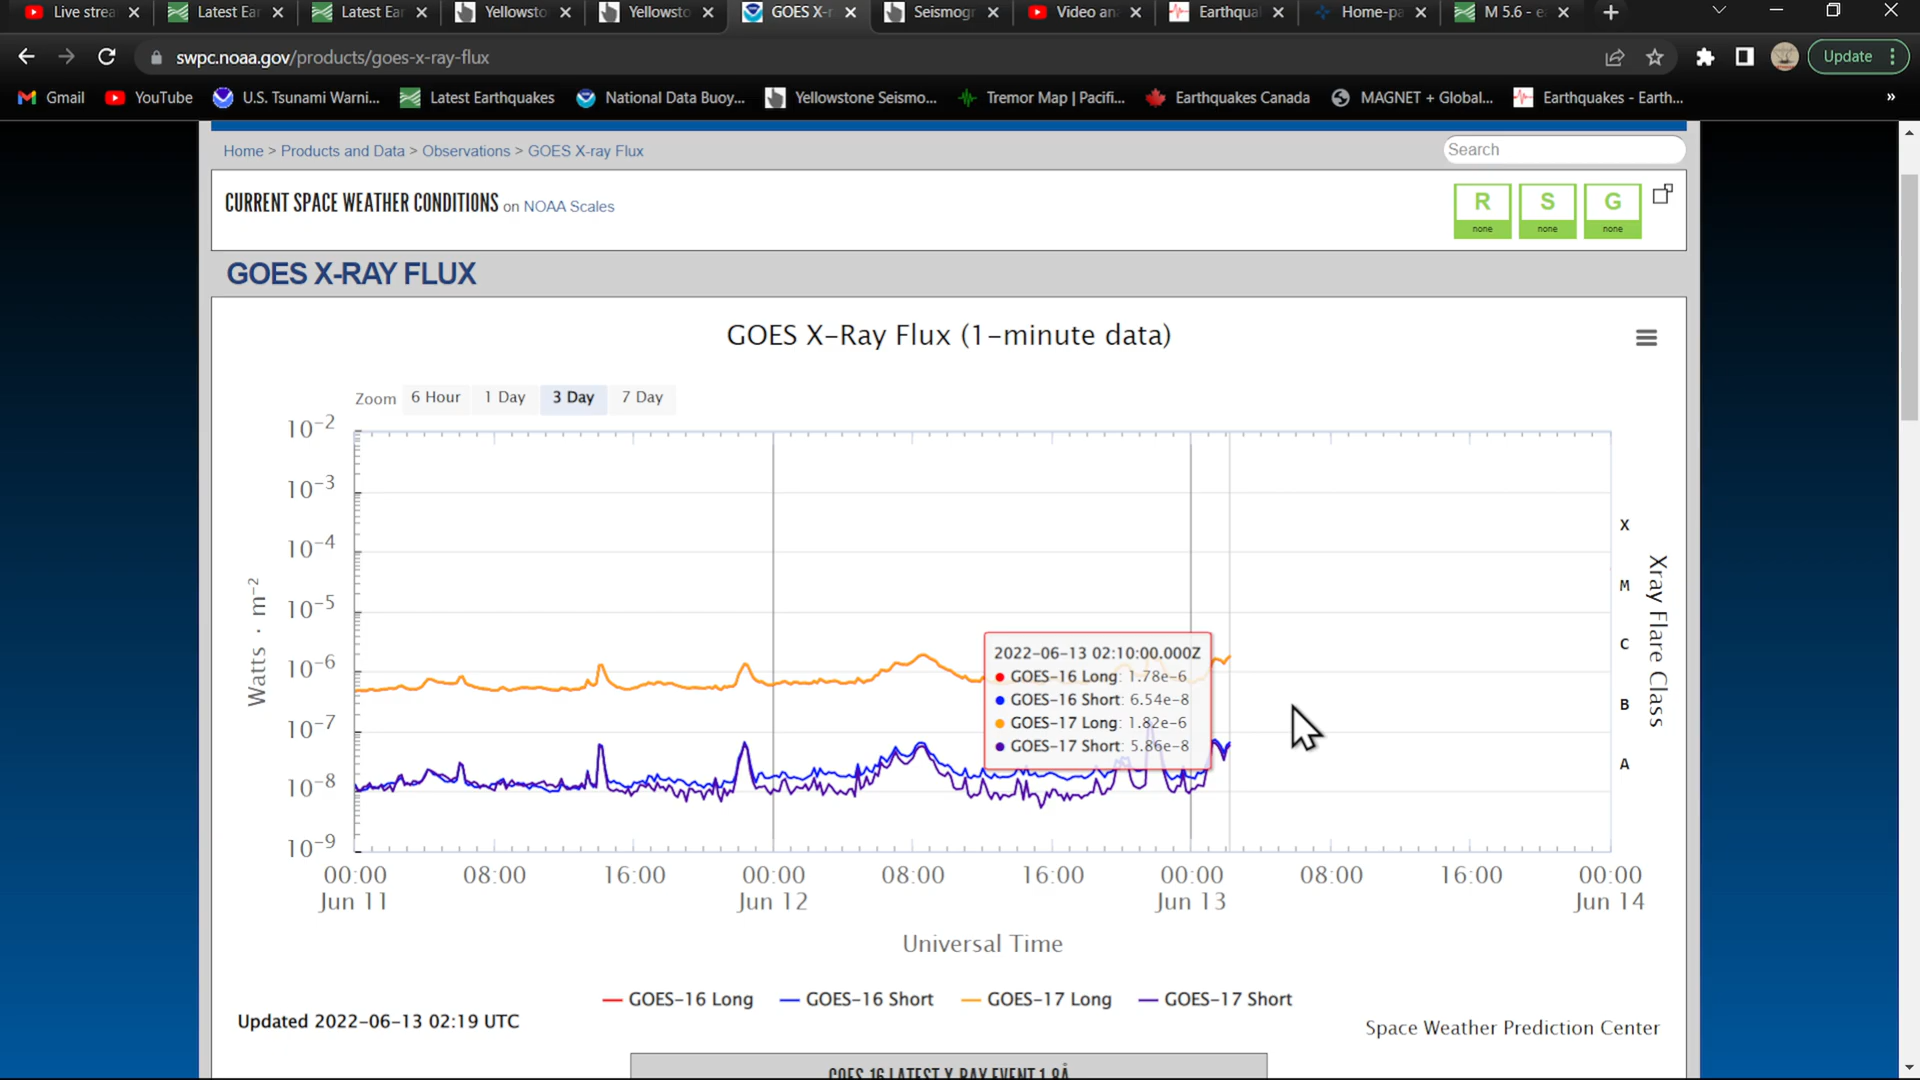 Live strea
Latest Ear
Latest Ear
Yellowsto
Yellowsto
GOES X-r
Seismogr
Video an
Earthqua
Home-pa
M 5.6 - e
swpc.noaa.gov/products/goes-x-ray-flux
Update
Gmail
YouTube
U.S. Tsunami Warni...
Latest Earthquakes
National Data Buoy...
Yellowstone Seismo...
Tremor Map | Pacifi...
Earthquakes Canada
MAGNET + Global...
Earthquakes - Earth...
»
Home > Products and Data > Observations > GOES X-ray Flux
Search
CURRENT SPACE WEATHER CONDITIONS on NOAA Scales
R S G
none none none
GOES X-RAY FLUX
GOES X-Ray Flux (1-minute data)
Zoom 6 Hour 1 Day 3 Day 7 Day
10-2
10-3
10-4
10-5
10-6
10-7
10-8
10-9
Watts · m-2
X
M
C
B
A
Xray Flare Class
2022-06-13 02:10:00.000Z
GOES-16 Long: 1.78e-6
GOES-16 Short: 6.54e-8
GOES-17 Long: 1.82e-6
GOES-17 Short: 5.86e-8
00:00 08:00 16:00 00:00 08:00 16:00 00:00 08:00 16:00 00:00
Jun 11 Jun 12 Jun 13 Jun 14
Universal Time
GOES-16 Long GOES-16 Short GOES-17 Long GOES-17 Short
Updated 2022-06-13 02:19 UTC
Space Weather Prediction Center
GOES 16 LATEST X-RAY EVENT 1-8Å